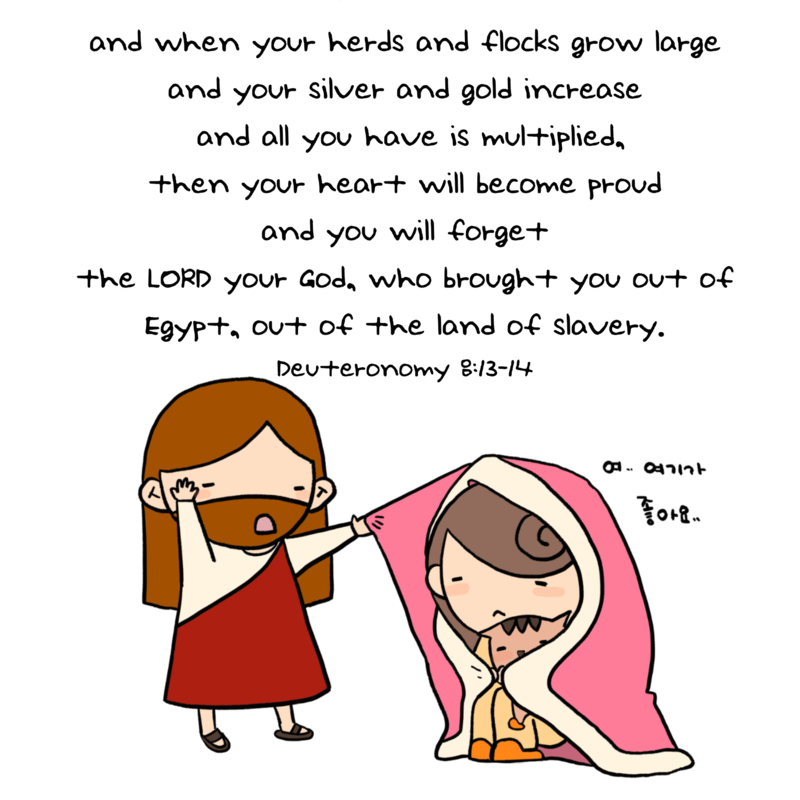 and when your herds and flocks grow large
and your silver and gold increase
and all you have is multiplied,
then your heart will become proud
and you will forget
the LORD your God, who brought you out of
Egypt, out of the land of slavery.
Deuteronomy 8:13-14
여.. 여기가
좋아요..